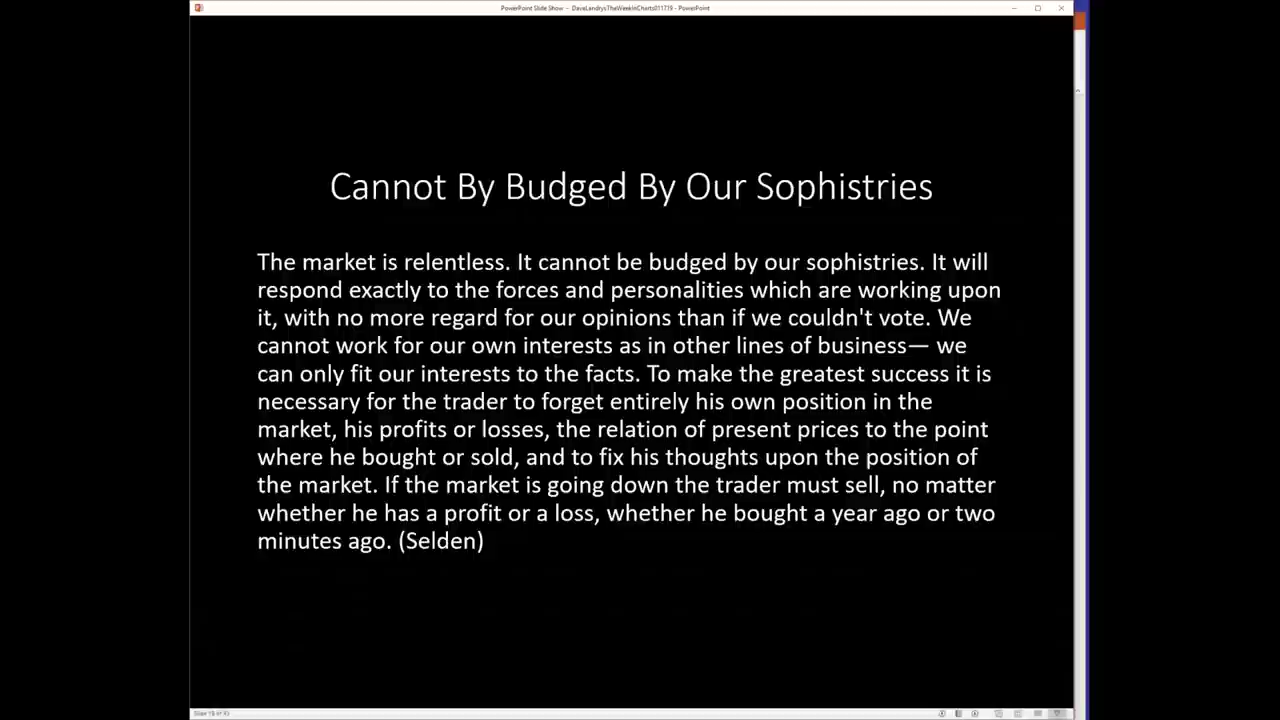 PowerPoint Slide Show - DaveLandrysTheWeekInCharts011719 - PowerPoint
Cannot By Budged By Our Sophistries
The market is relentless. It cannot be budged by our sophistries. It will
respond exactly to the forces and personalities which are working upon
it, with no more regard for our opinions than if we couldn't vote. We
cannot work for our own interests as in other lines of business— we
can only fit our interests to the facts. To make the greatest success it is
necessary for the trader to forget entirely his own position in the
market, his profits or losses, the relation of present prices to the point
where he bought or sold, and to fix his thoughts upon the position of
the market. If the market is going down the trader must sell, no matter
whether he has a profit or a loss, whether he bought a year ago or two
minutes ago. (Selden)
Slide